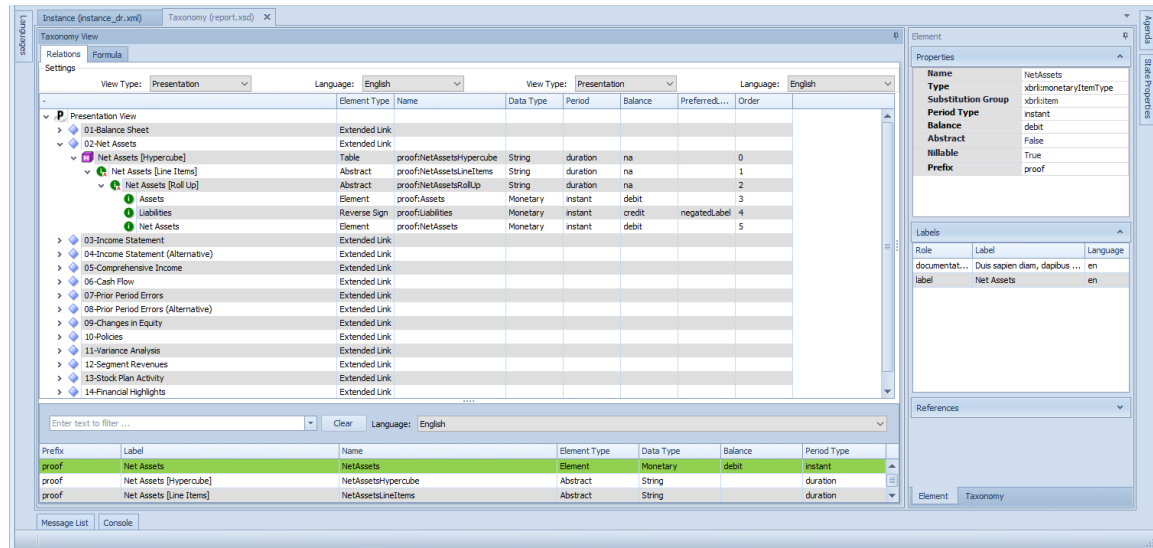 Languages
Instance (instance_dr.xml) Taxonomy (report.xsd) X
Taxonomy View
Relations Formula
Settings
View Type: Presentation Language: English View Type: Presentation Language: English
- Element Type Name Data Type Period Balance PreferredL... Order
P Presentation View
01-Balance Sheet Extended Link
02-Net Assets Extended Link
H Net Assets [Hypercube] Table proof:NetAssetsHypercube String duration na 0
Net Assets [Line Items] Abstract proof:NetAssetsLineItems String duration na 1
Net Assets [Roll Up] Abstract proof:NetAssetsRollUp String duration na 2
Assets Element proof:Assets Monetary instant debit 3
Liabilities Reverse Sign proof:Liabilities Monetary instant credit negatedLabel 4
Net Assets Element proof:NetAssets Monetary instant debit 5
03-Income Statement Extended Link
04-Income Statement (Alternative) Extended Link
05-Comprehensive Income Extended Link
06-Cash Flow Extended Link
07-Prior Period Errors Extended Link
08-Prior Period Errors (Alternative) Extended Link
09-Changes in Equity Extended Link
10-Policies Extended Link
11-Variance Analysis Extended Link
12-Segment Revenues Extended Link
13-Stock Plan Activity Extended Link
14-Financial Highlights Extended Link
Enter text to filter ... Clear Language: English
Prefix Label Name Element Type Data Type Balance Period Type
proof Net Assets NetAssets Element Monetary debit instant
proof Net Assets [Hypercube] NetAssetsHypercube Abstract String duration
proof Net Assets [Line Items] NetAssetsLineItems Abstract String duration
Message List Console
Element
Properties
Name NetAssets
Type xbrli:monetaryItemType
Substitution Group xbrli:item
Period Type instant
Balance debit
Abstract False
Nillable True
Prefix proof
Labels
Role Label Language
documentat... Duis sapien diam, dapibus ... en
label Net Assets en
References
Element Taxonomy
Agenda
State Properties